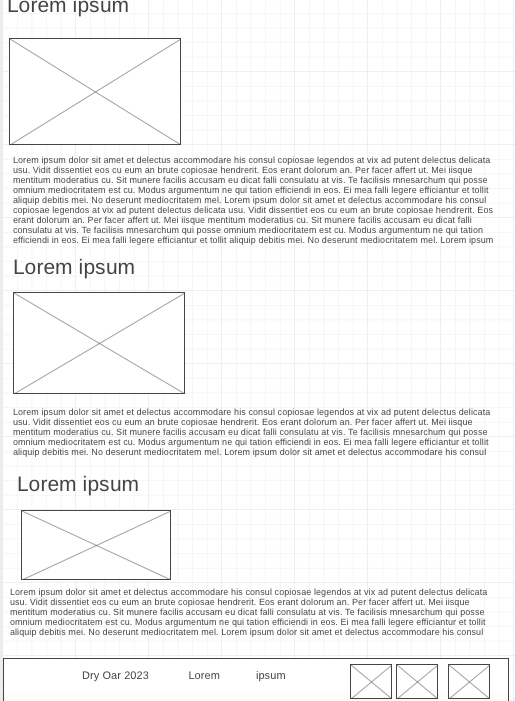 Lorem ipsum
Lorem ipsum dolor sit amet et delectus accommodare his consul copiosae legendos at vix ad putent delectus delicata
usu. Vidit dissentiet eos cu eum an brute copiosae hendrerit. Eos erant dolorum an. Per facer affert ut. Mei iisque
mentitum moderatius cu. Sit munere facilis accusam eu dicat falli consulatu at vis. Te facilisis mnesarchum qui posse
omnium mediocritatem est cu. Modus argumentum ne qui tation efficiendi in eos. Ei mea falli legere efficiantur et tollit
aliquip debitis mei. No deserunt mediocritatem mel. Lorem ipsum dolor sit amet et delectus accommodare his consul
copiosae legendos at vix ad putent delectus delicata usu. Vidit dissentiet eos cu eum an brute copiosae hendrerit. Eos
erant dolorum an. Per facer affert ut. Mei iisque mentitum moderatius cu. Sit munere facilis accusam eu dicat falli
consulatu at vis. Te facilisis mnesarchum qui posse omnium mediocritatem est cu. Modus argumentum ne qui tation
efficiendi in eos. Ei mea falli legere efficiantur et tollit aliquip debitis mei. No deserunt mediocritatem mel. Lorem ipsum
Lorem ipsum
Lorem ipsum dolor sit amet et delectus accommodare his consul copiosae legendos at vix ad putent delectus delicata
usu. Vidit dissentiet eos cu eum an brute copiosae hendrerit. Eos erant dolorum an. Per facer affert ut. Mei iisque
mentitum moderatius cu. Sit munere facilis accusam eu dicat falli consulatu at vis. Te facilisis mnesarchum qui posse
omnium mediocritatem est cu. Modus argumentum ne qui tation efficiendi in eos. Ei mea falli legere efficiantur et tollit
aliquip debitis mei. No deserunt mediocritatem mel. Lorem ipsum dolor sit amet et delectus accommodare his consul
Lorem ipsum
Lorem ipsum dolor sit amet et delectus accommodare his consul copiosae legendos at vix ad putent delectus delicata
usu. Vidit dissentiet eos cu eum an brute copiosae hendrerit. Eos erant dolorum an. Per facer affert ut. Mei iisque
mentitum moderatius cu. Sit munere facilis accusam eu dicat falli consulatu at vis. Te facilisis mnesarchum qui posse
omnium mediocritatem est cu. Modus argumentum ne qui tation efficiendi in eos. Ei mea falli legere efficiantur et tollit
aliquip debitis mei. No deserunt mediocritatem mel. Lorem ipsum dolor sit amet et delectus accommodare his consul
Dry Oar 2023 Lorem ipsum